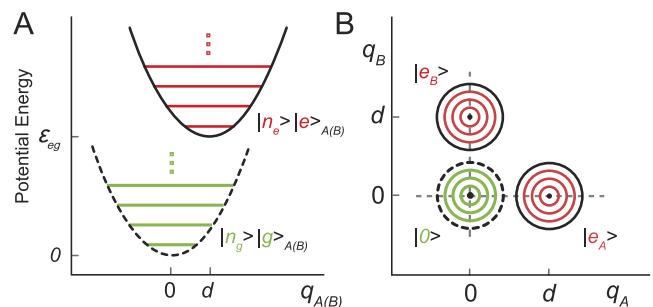 A
Potential Energy
ε_eg
0
|n_e>|e>_A(B)
|n_g>|g>_A(B)
0 d q_A(B)
B
q_B
|e_B>
d
0
|0>
|e_A>
0 d q_A